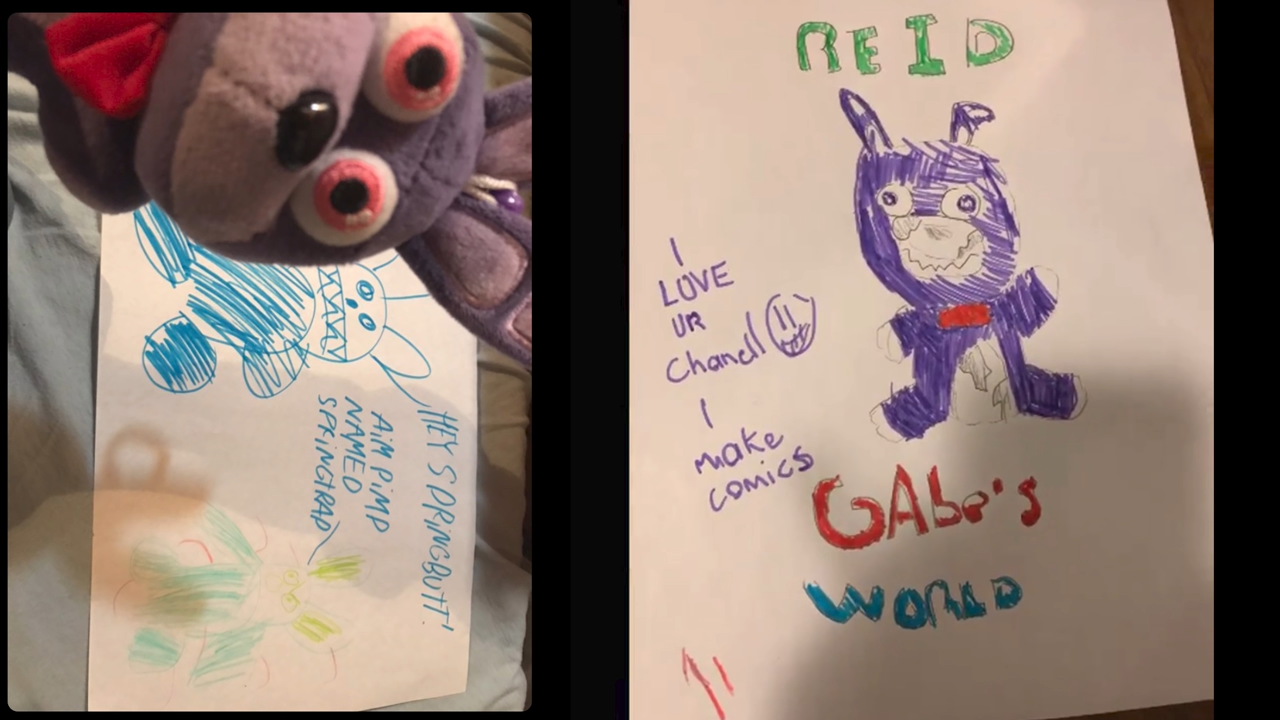 HEY SPRiNGBUTT!
AiM PiMP
NAMED
SPRiNGTRAP
REID
I
LOVE
UR
Chanell
I
make
comics
GAbe's
WORLD